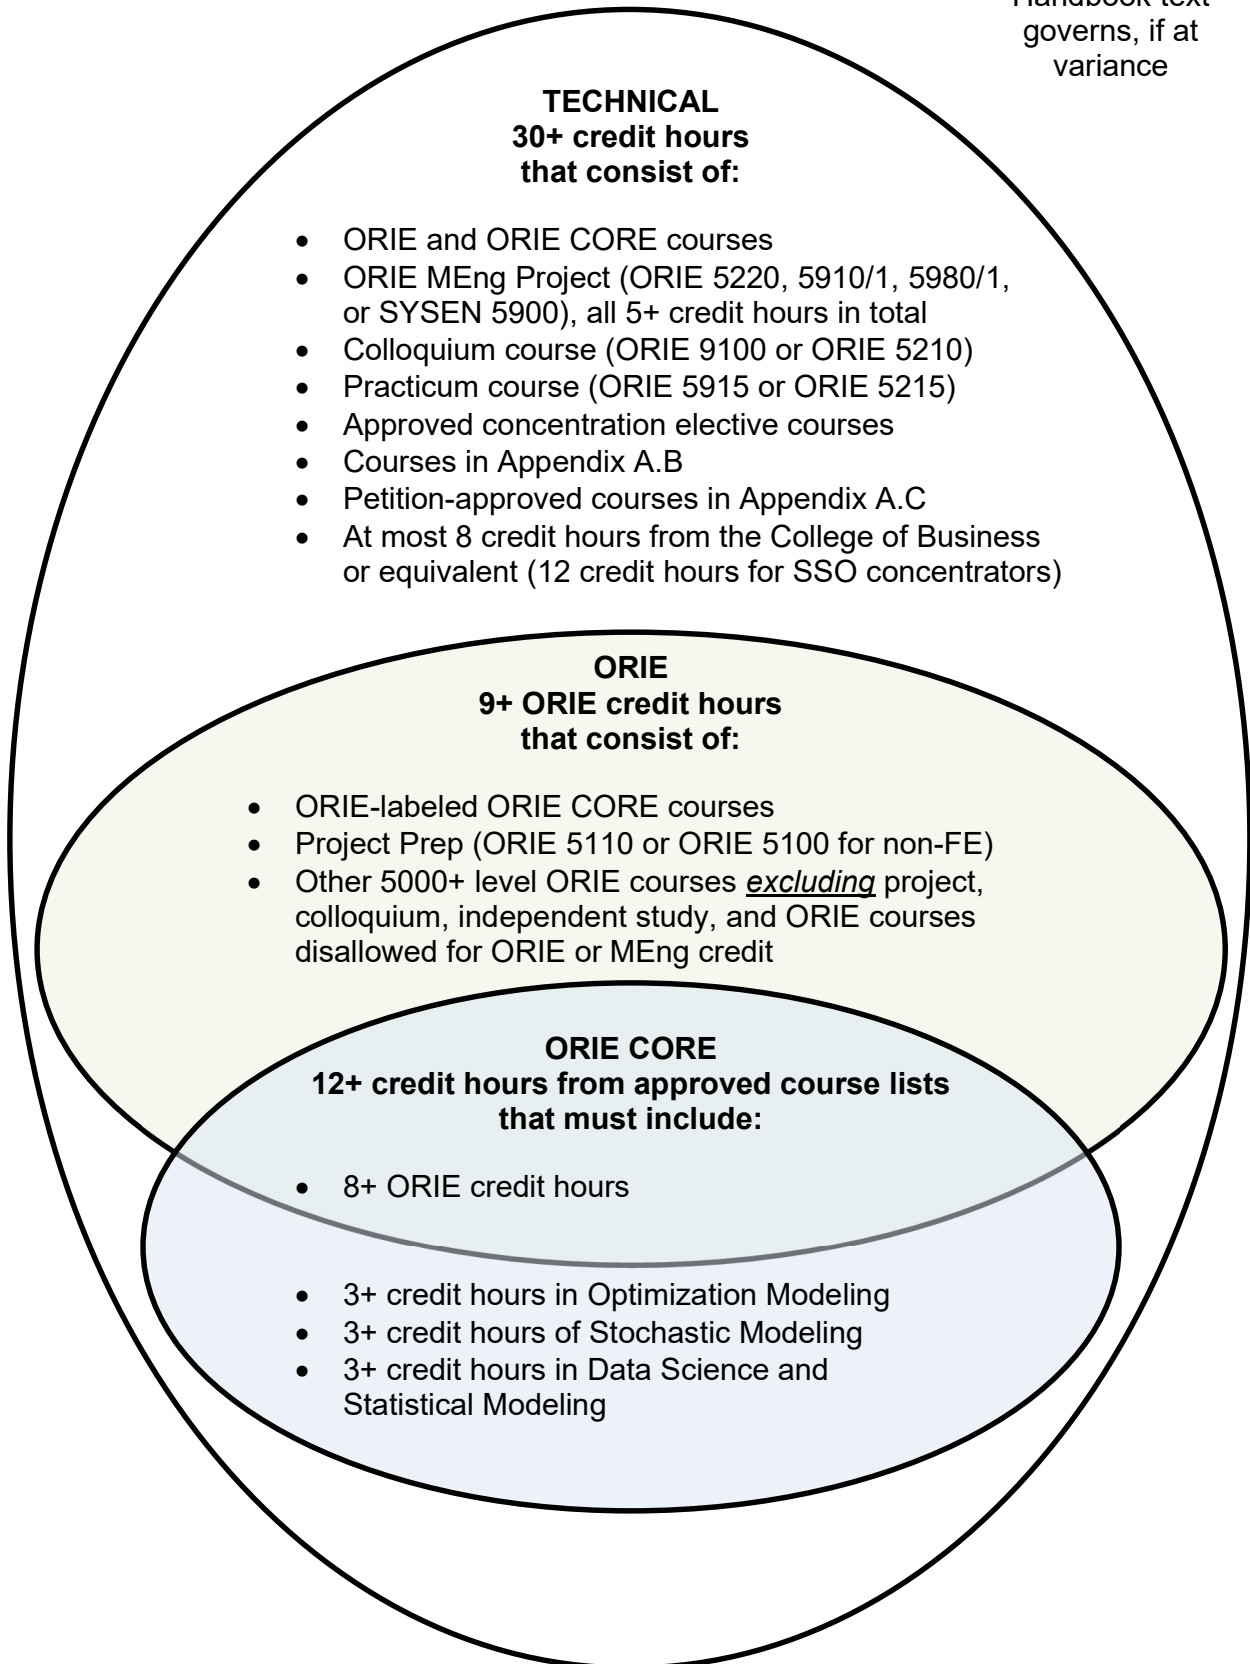 Handbook text
governs, if at
variance
TECHNICAL
30+ credit hours
that consist of:
• ORIE and ORIE CORE courses
• ORIE MEng Project (ORIE 5220, 5910/1, 5980/1,
or SYSEN 5900), all 5+ credit hours in total
• Colloquium course (ORIE 9100 or ORIE 5210)
• Practicum course (ORIE 5915 or ORIE 5215)
• Approved concentration elective courses
• Courses in Appendix A.B
• Petition-approved courses in Appendix A.C
• At most 8 credit hours from the College of Business
or equivalent (12 credit hours for SSO concentrators)
ORIE
9+ ORIE credit hours
that consist of:
• ORIE-labeled ORIE CORE courses
• Project Prep (ORIE 5110 or ORIE 5100 for non-FE)
• Other 5000+ level ORIE courses excluding project,
colloquium, independent study, and ORIE courses
disallowed for ORIE or MEng credit
ORIE CORE
12+ credit hours from approved course lists
that must include:
• 8+ ORIE credit hours
• 3+ credit hours in Optimization Modeling
• 3+ credit hours of Stochastic Modeling
• 3+ credit hours in Data Science and
Statistical Modeling